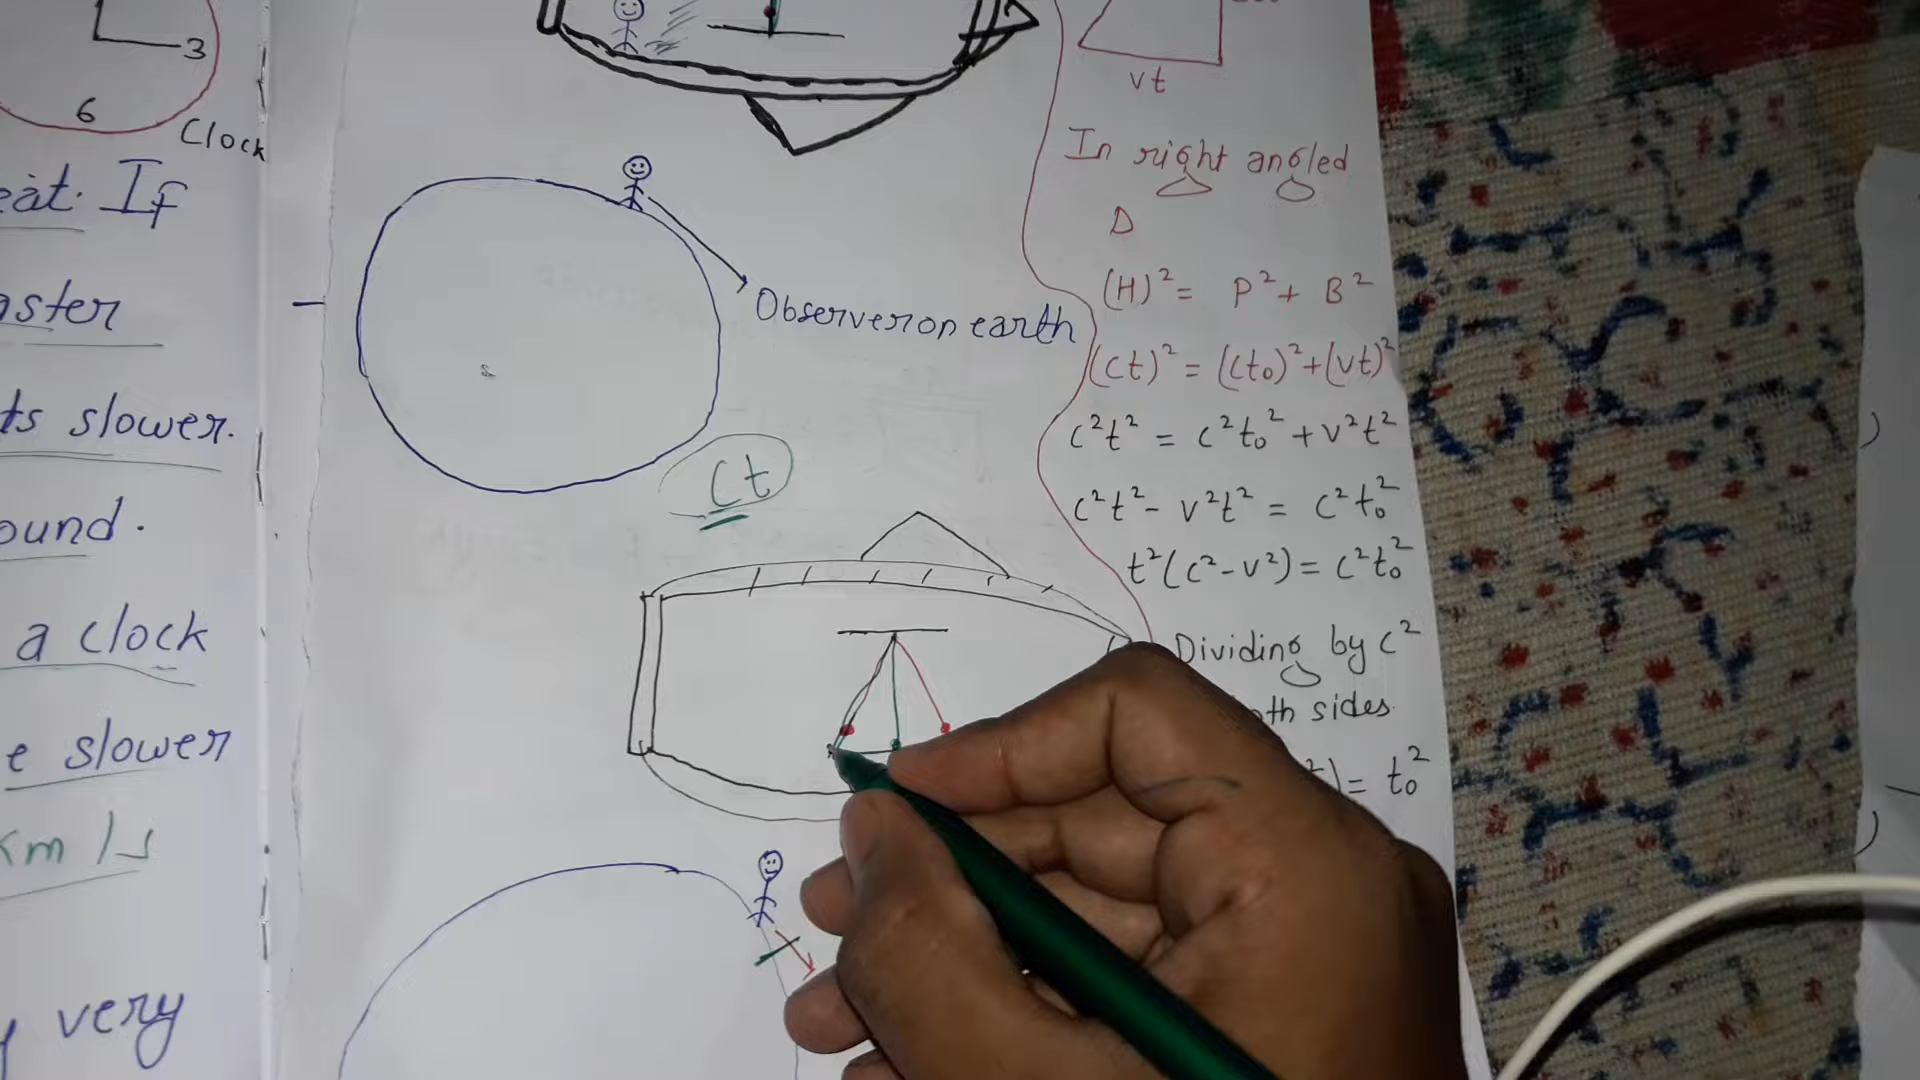 3
6
Clock
eat. If
aster
ts slower.
ound.
a clock
e slower
km/s
very
Observer on earth
Ct
vt
In right angled
Δ
(H)² = P² + B²
(ct)² = (ct₀)² + (vt)²
c²t² = c²t₀² + v²t²
c²t² - v²t² = c²t₀²
t²(c² - v²) = c²t₀²
Dividing by c²
oth sides.
²) = t₀²